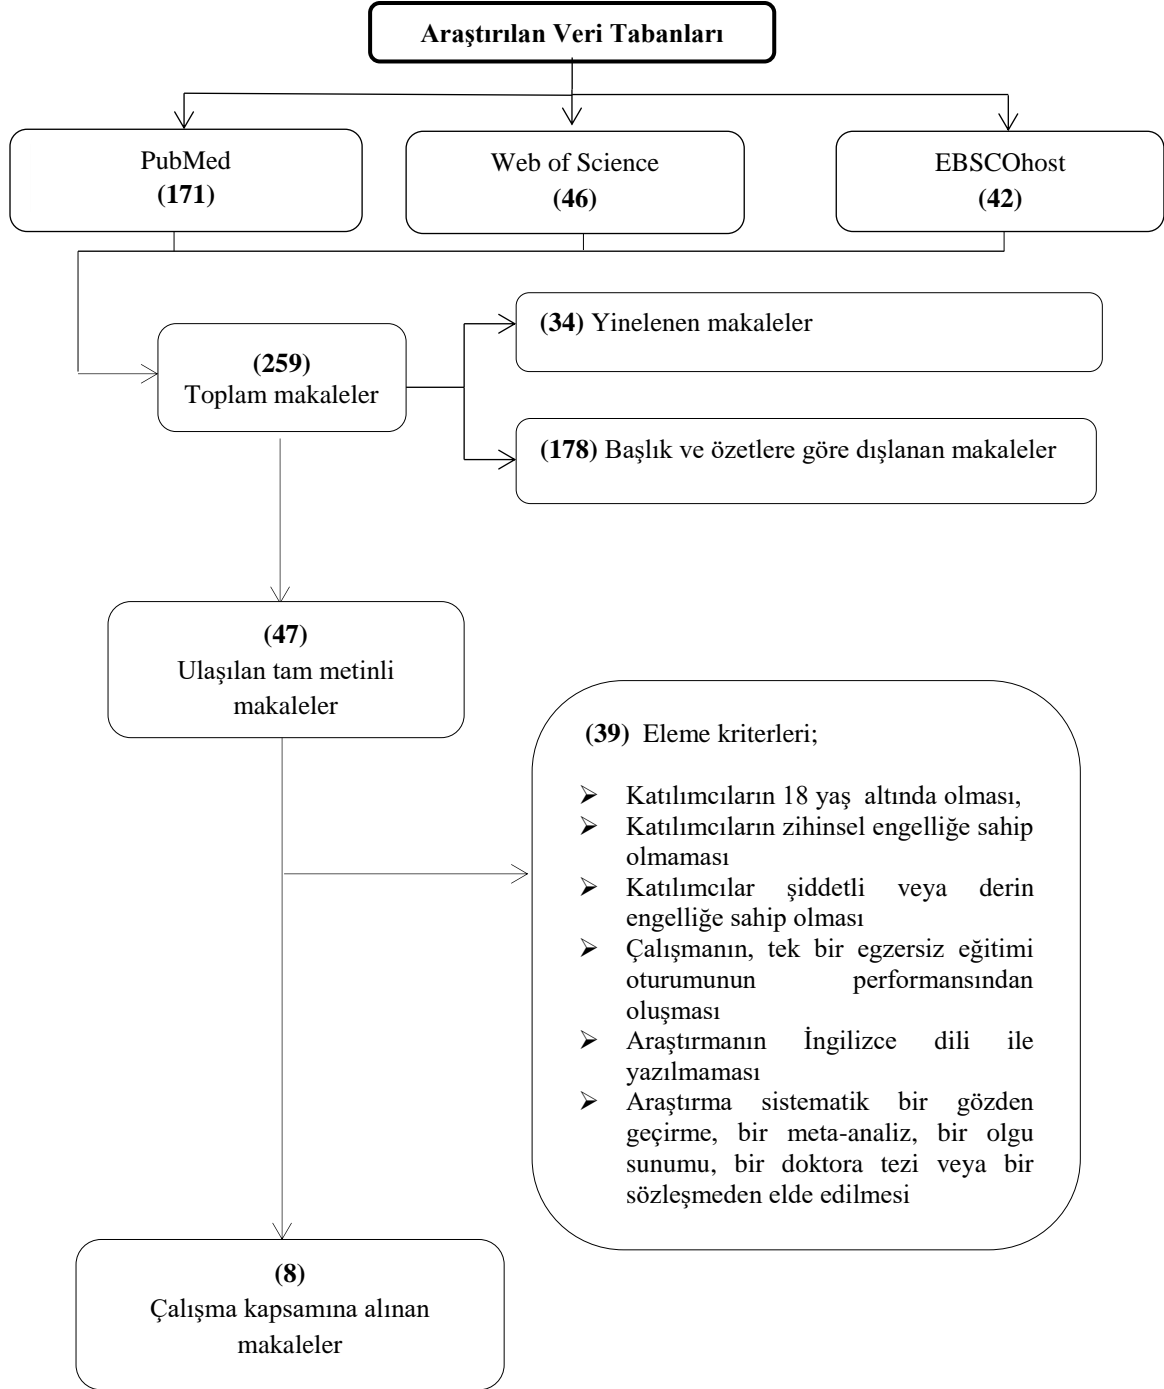 Araştırılan Veri Tabanları
PubMed
(171)
Web of Science
(46)
EBSCOhost
(42)
(259)
Toplam makaleler
(34) Yinelenen makaleler
(178) Başlık ve özetlere göre dışlanan makaleler
(47)
Ulaşılan tam metinli
makaleler
(39) Eleme kriterleri;
➢ Katılımcıların 18 yaş altında olması,
➢ Katılımcıların zihinsel engelliğe sahip
olmaması
➢ Katılımcılar şiddetli veya derin
engelliğe sahip olması
➢ Çalışmanın, tek bir egzersiz eğitimi
oturumunun performansından
oluşması
➢ Araştırmanın İngilizce dili ile
yazılmaması
➢ Araştırma sistematik bir gözden
geçirme, bir meta-analiz, bir olgu
sunumu, bir doktora tezi veya bir
sözleşmeden elde edilmesi
(8)
Çalışma kapsamına alınan
makaleler